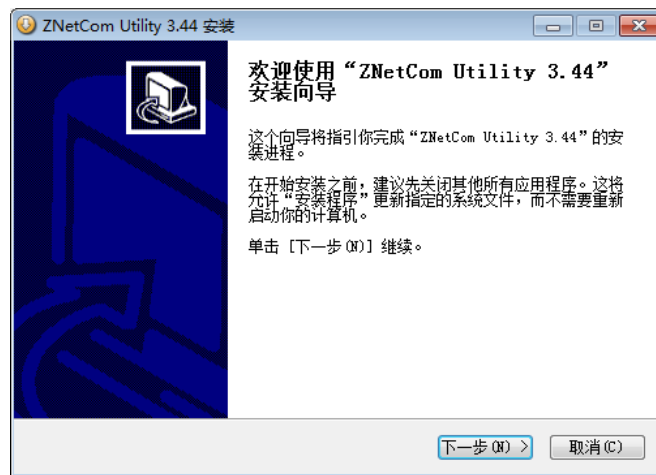 ZNetCom Utility 3.44 安装
欢迎使用“ZNetCom Utility 3.44”
安装向导
这个向导将指引你完成“ZNetCom Utility 3.44”的安
装进程。
在开始安装之前，建议先关闭其他所有应用程序。这将
允许“安装程序”更新指定的系统文件，而不需要重新
启动你的计算机。
单击 [下一步(N)] 继续。
下一步(N) >
取消(C)